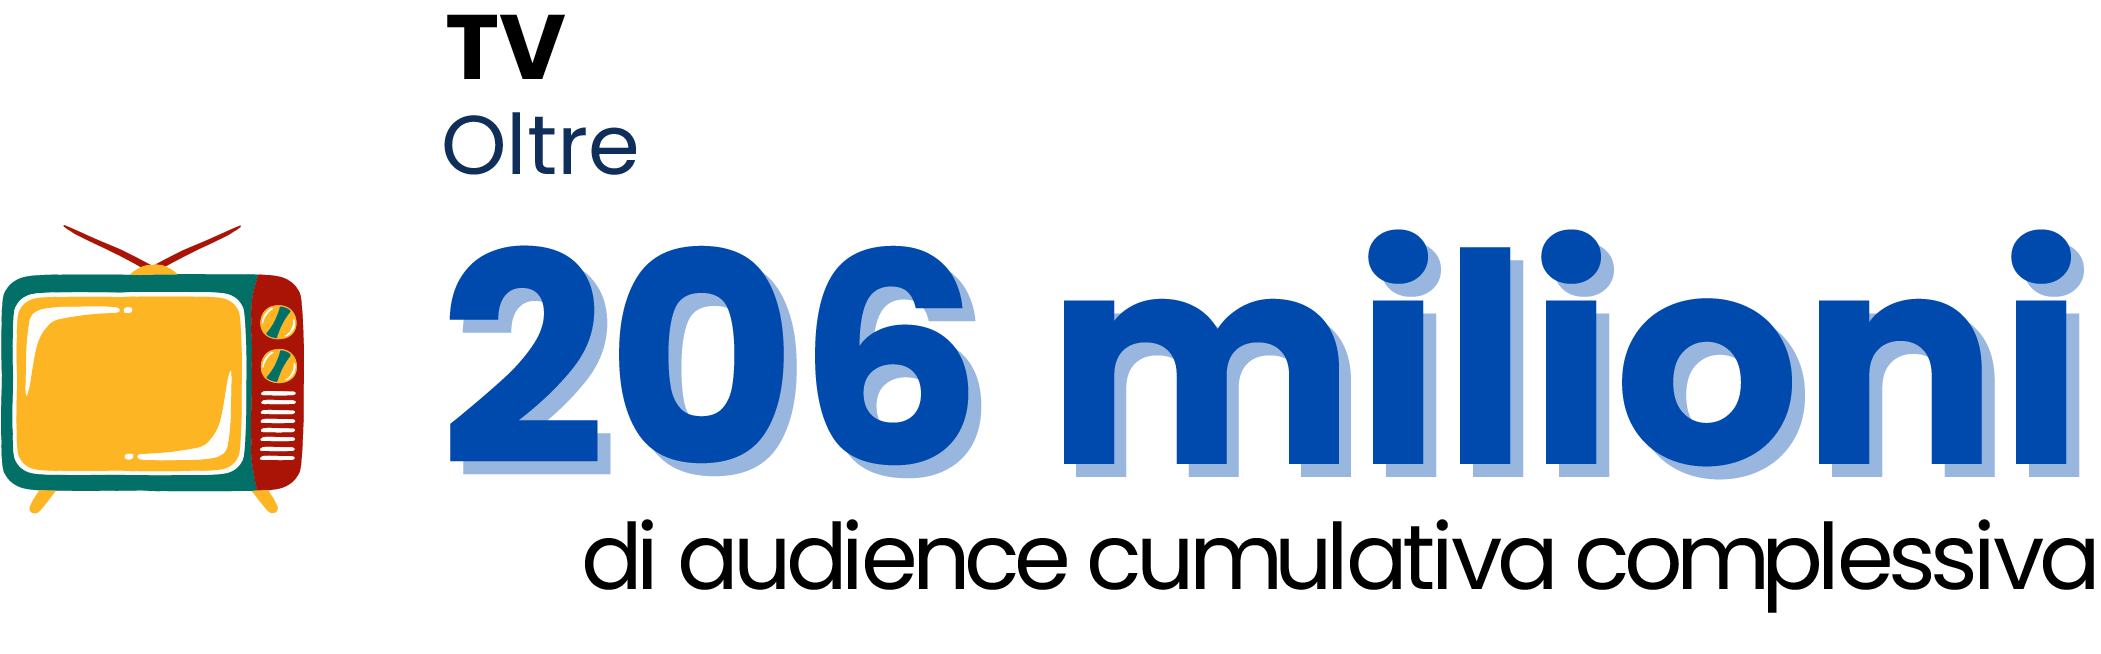 TV
Oltre
206 milioni
di audience cumulativa complessiva